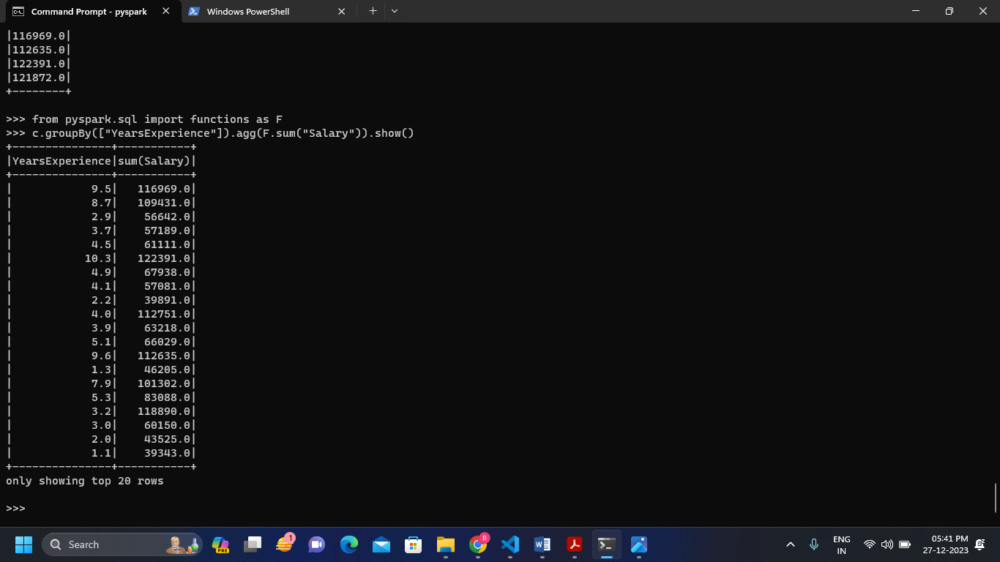 Command Prompt - pyspark
Windows PowerShell
|116969.0|
|112635.0|
|122391.0|
|121872.0|
+--------+
>>> from pyspark.sql import functions as F
>>> c.groupBy(["YearsExperience"]).agg(F.sum("Salary")).show()
+---------------+-----------+
|YearsExperience|sum(Salary)|
+---------------+-----------+
|            9.5|   116969.0|
|            8.7|   109431.0|
|            2.9|    56642.0|
|            3.7|    57189.0|
|            4.5|    61111.0|
|           10.3|   122391.0|
|            4.9|    67938.0|
|            4.1|    57081.0|
|            2.2|    39891.0|
|            4.0|   112751.0|
|            3.9|    63218.0|
|            5.1|    66029.0|
|            9.6|   112635.0|
|            1.3|    46205.0|
|            7.9|   101302.0|
|            5.3|    83088.0|
|            3.2|   118890.0|
|            3.0|    60150.0|
|            2.0|    43525.0|
|            1.1|    39343.0|
+---------------+-----------+
only showing top 20 rows
>>>
Search
PRE
1
B
ENG
IN
05:41 PM
27-12-2023